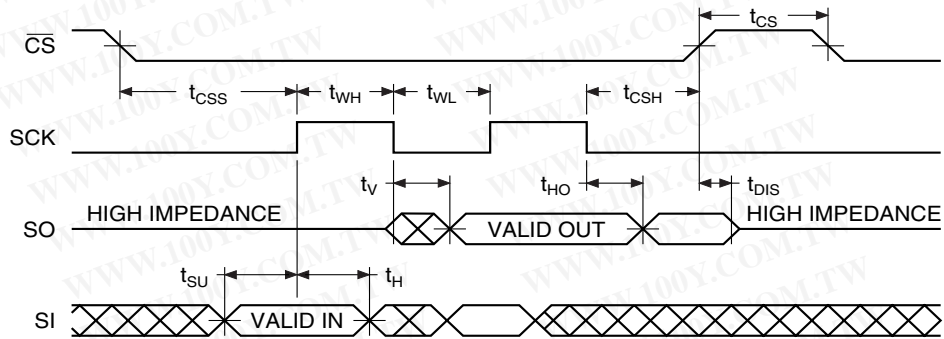 tCS
CS
tCSS
tWH
tWL
tCSH
SCK
tV
tHO
tDIS
HIGH IMPEDANCE
HIGH IMPEDANCE
SO
VALID OUT
tSU
tH
SI
VALID IN
WWW.100Y.COM.TW